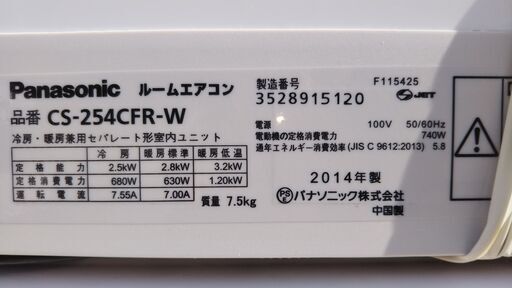 Panasonic ルームエアコン
品番 CS-254CFR-W
冷房・暖房兼用セパレート形室内ユニット
冷房 暖房標準 暖房低温
定格能力 2.5kW 2.8kW 3.2kW
定格消費電力 680W 630W 1.20kW
運転電流 7.55A 7.00A
質量 7.5kg
製造番号 F115425
3528915120 JET
電源 100V 50/60Hz
電動機の定格消費電力 740W
通年エネルギー消費効率(JIS C 9612:2013) 5.8
2014年製
PSE パナソニック株式会社
中国製